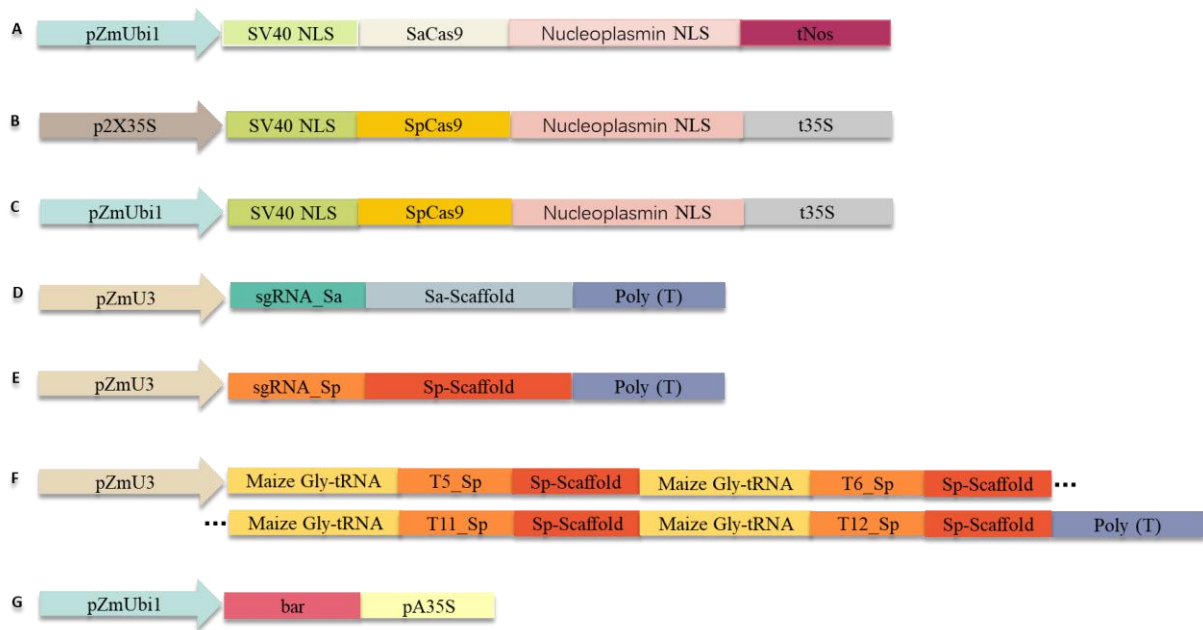 A pZmUbi1 SV40 NLS SaCas9 Nucleoplasmin NLS tNos
B p2X35S SV40 NLS SpCas9 Nucleoplasmin NLS t35S
C pZmUbi1 SV40 NLS SpCas9 Nucleoplasmin NLS t35S
D pZmU3 sgRNA_Sa Sa-Scaffold Poly (T)
E pZmU3 sgRNA_Sp Sp-Scaffold Poly (T)
F pZmU3 Maize Gly-tRNA T5_Sp Sp-Scaffold Maize Gly-tRNA T6_Sp Sp-Scaffold ...
... Maize Gly-tRNA T11_Sp Sp-Scaffold Maize Gly-tRNA T12_Sp Sp-Scaffold Poly (T)
G pZmUbi1 bar pA35S